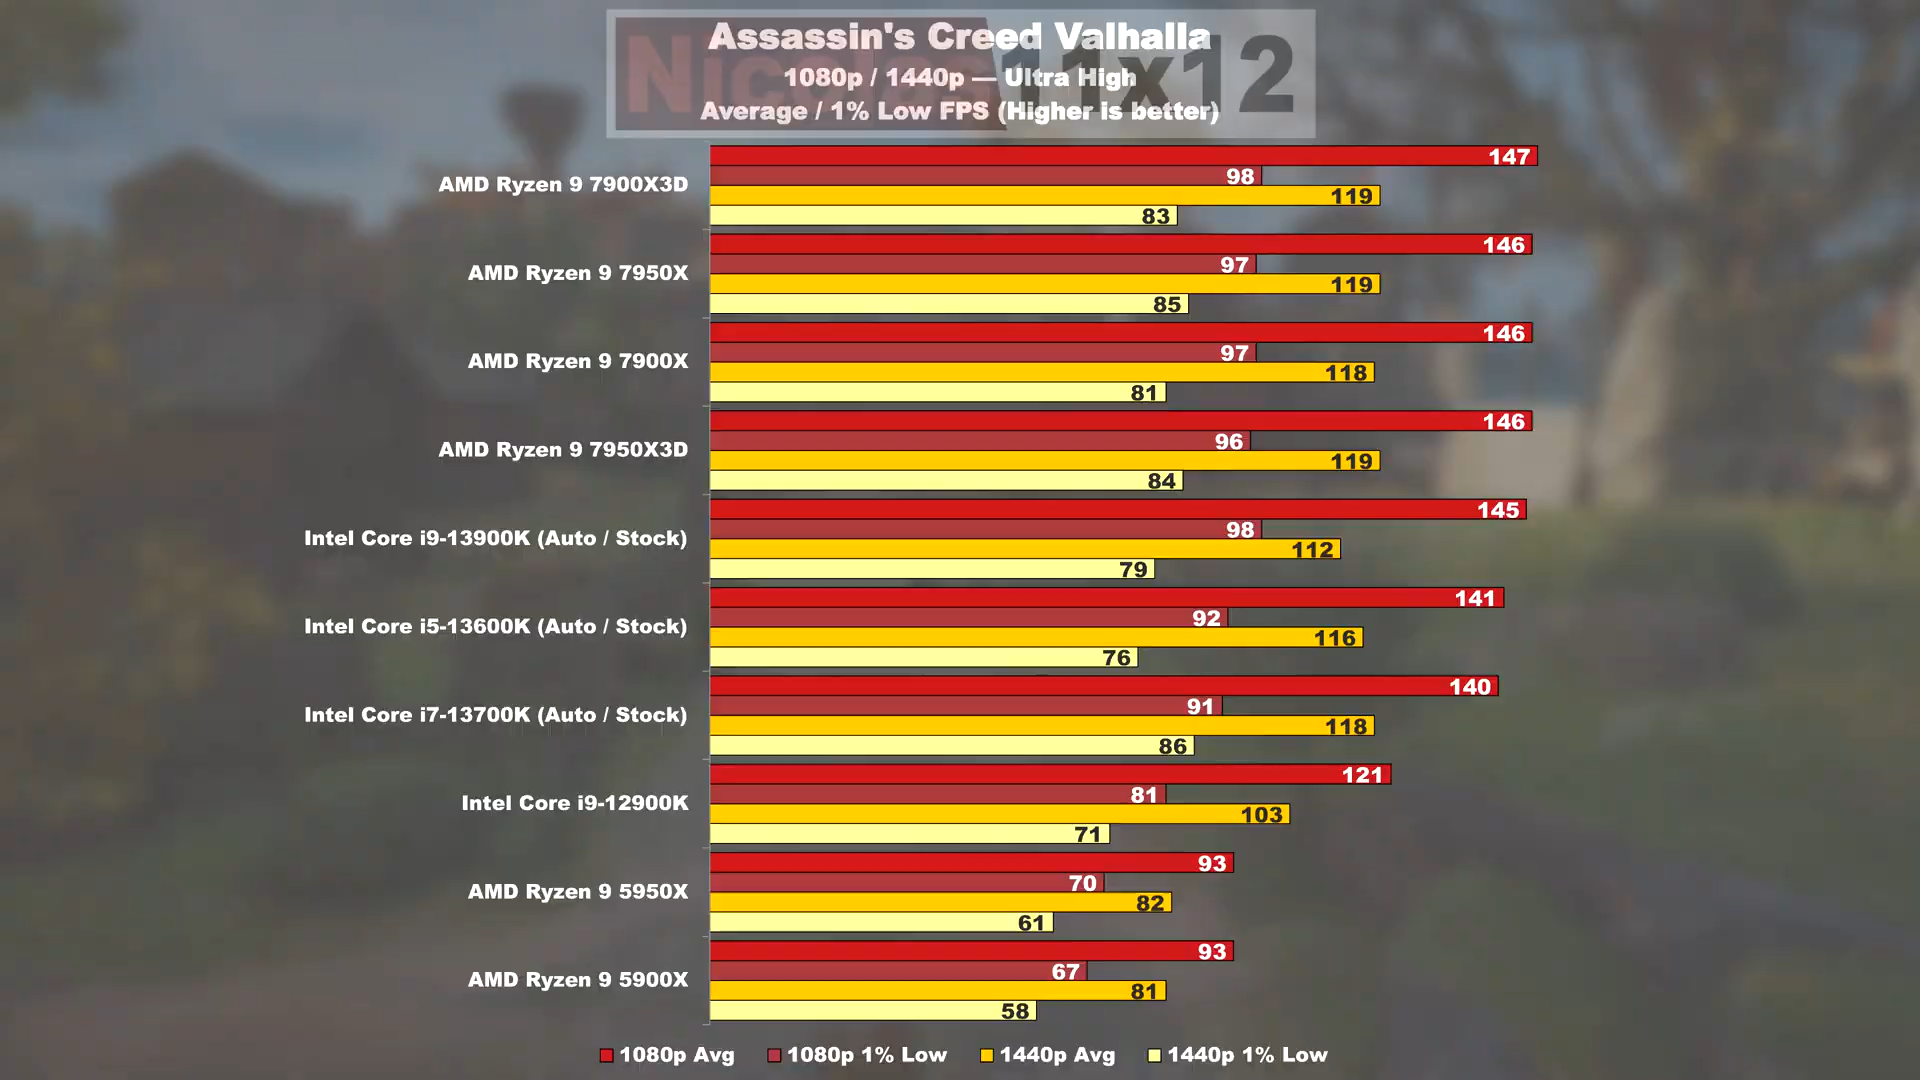 Assassin's Creed Valhalla
1080p / 1440p — Ultra High
Average / 1% Low FPS (Higher is better)
11x12
AMD Ryzen 9 7900X3D
147
98
119
83
AMD Ryzen 9 7950X
146
97
119
85
AMD Ryzen 9 7900X
146
97
118
81
AMD Ryzen 9 7950X3D
146
96
119
84
Intel Core i9-13900K (Auto / Stock)
145
98
112
79
Intel Core i5-13600K (Auto / Stock)
141
92
116
76
Intel Core i7-13700K (Auto / Stock)
140
91
118
86
Intel Core i9-12900K
121
81
103
71
AMD Ryzen 9 5950X
93
70
82
61
AMD Ryzen 9 5900X
93
67
81
58
1080p Avg 1080p 1% Low 1440p Avg 1440p 1% Low